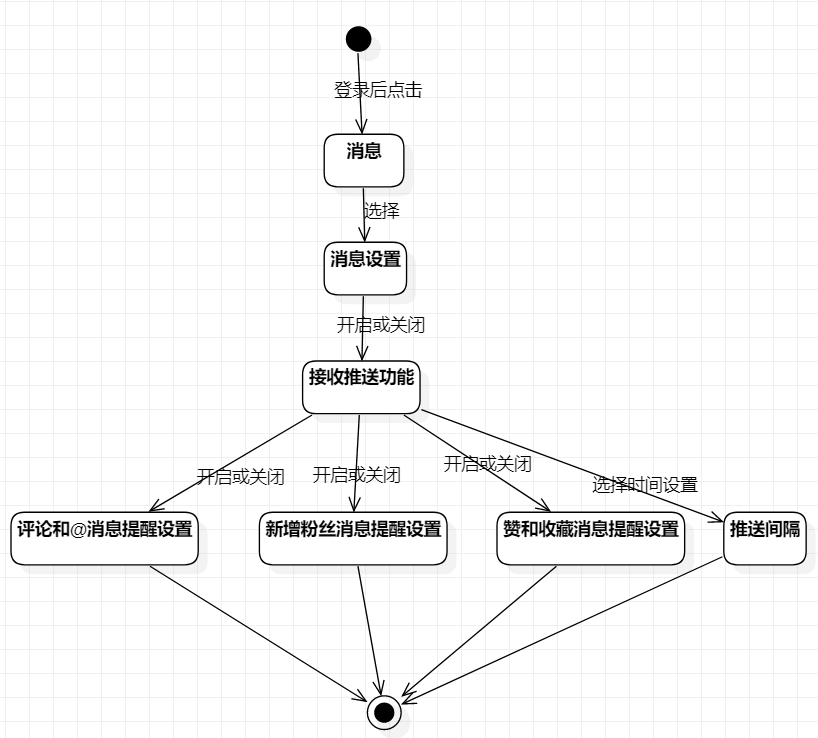 登录后点击
消息
选择
消息设置
开启或关闭
接收推送功能
开启或关闭
开启或关闭
开启或关闭
选择时间设置
评论和@消息提醒设置
新增粉丝消息提醒设置
赞和收藏消息提醒设置
推送间隔